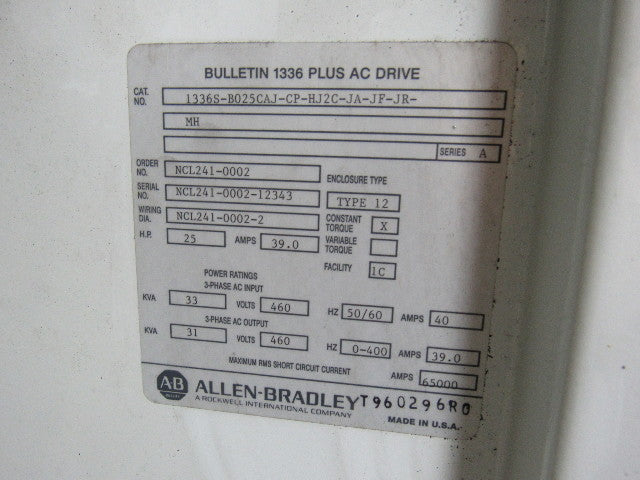 BULLETIN 1336 PLUS AC DRIVE
CAT. NO. 1336S-B025CAJ-CP-HJ2C-JA-JF-JR-
MH
SERIES A
ORDER NO. NCL241-0002
ENCLOSURE TYPE
SERIAL NO. NCL241-0002-12343
TYPE 12
WIRING DIA. NCL241-0002-2
CONSTANT TORQUE X
H.P. 25 AMPS 39.0
VARIABLE TORQUE
FACILITY 1C
POWER RATINGS
3-PHASE AC INPUT
KVA 33 VOLTS 460 HZ 50/60 AMPS 40
3-PHASE AC OUTPUT
KVA 31 VOLTS 460 HZ 0-400 AMPS 39.0
MAXIMUM RMS SHORT CIRCUIT CURRENT AMPS 65000
AB ALLEN-BRADLEY T960296R0
A ROCKWELL INTERNATIONAL COMPANY
MADE IN U.S.A.